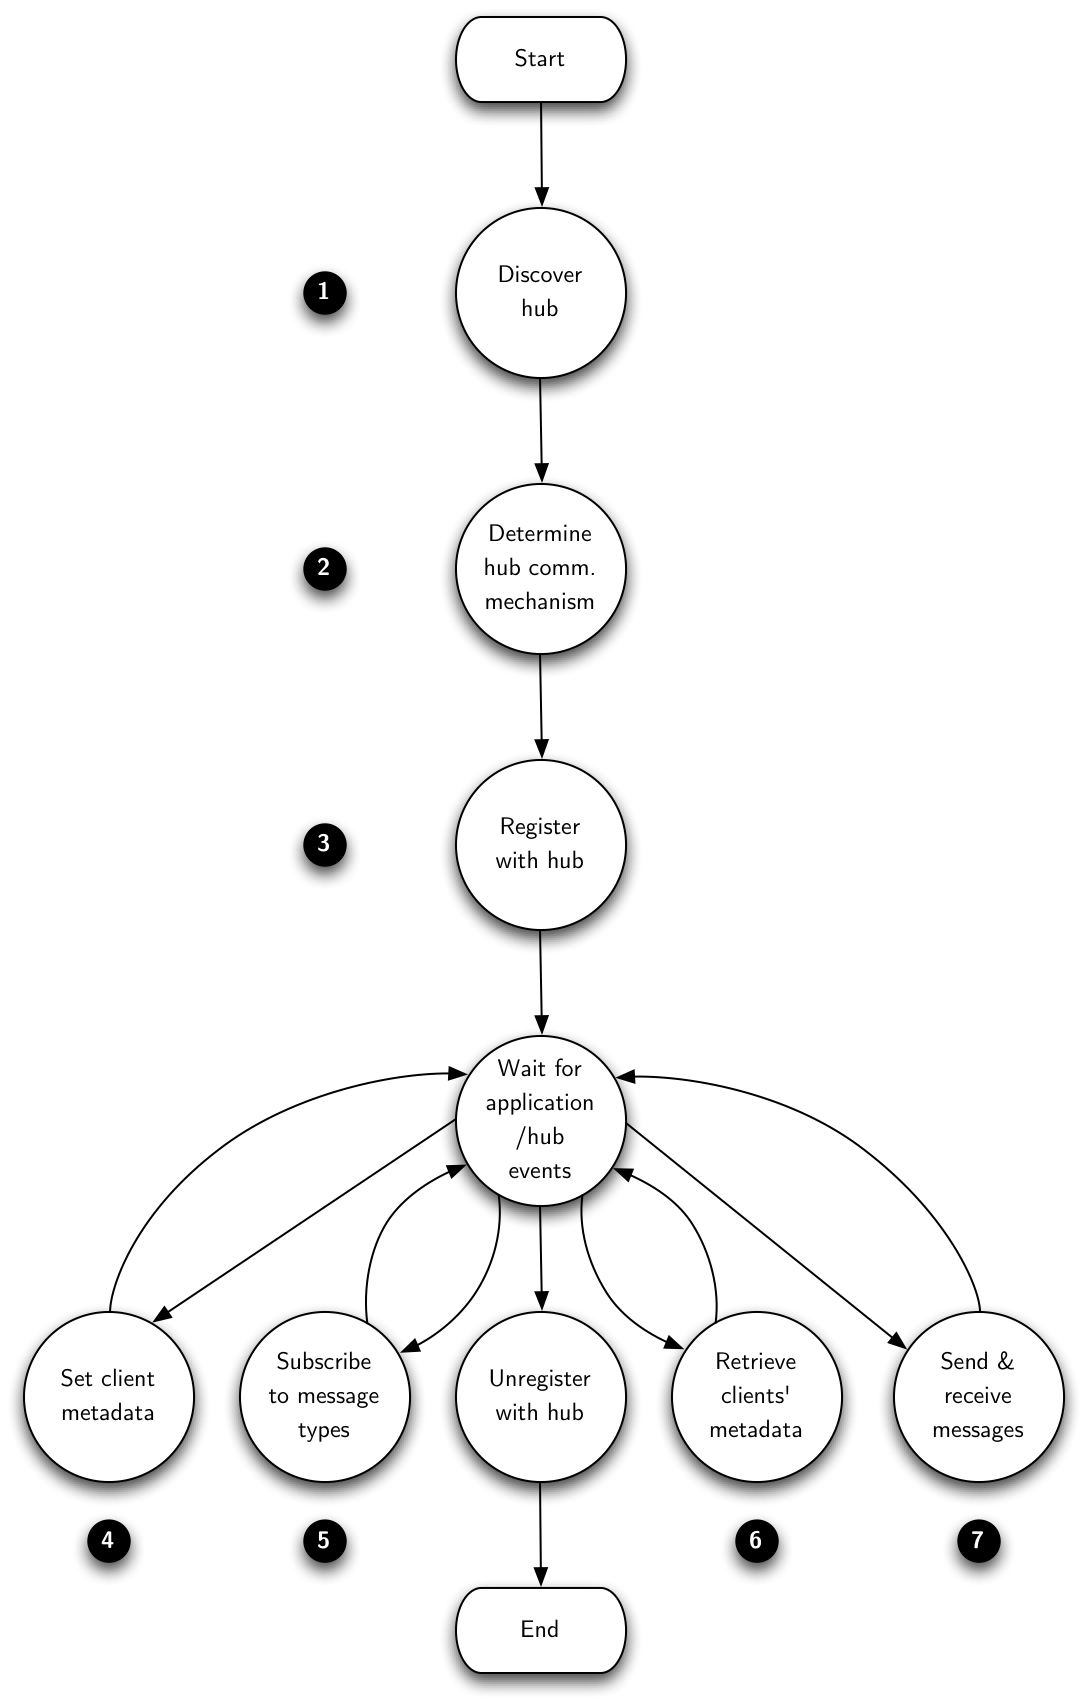 Start
1
Discover
hub
2
Determine
hub comm.
mechanism
3
Register
with hub
Wait for
application
/hub
events
Set client
metadata
Subscribe
to message
types
Unregister
with hub
Retrieve
clients'
metadata
Send &
receive
messages
4
5
6
7
End